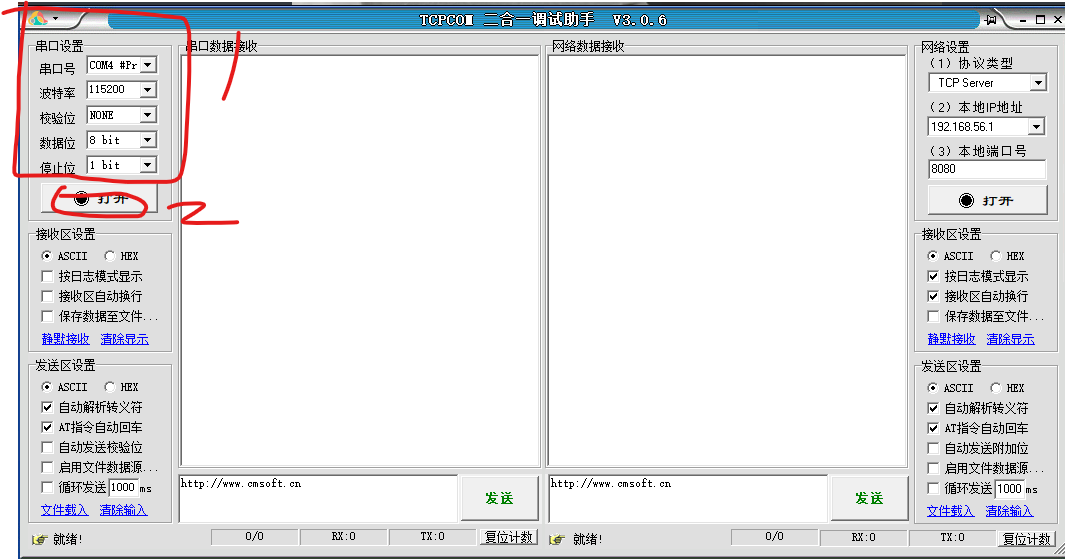 TCPCOM 二合一调试助手 V3.0.6
串口设置
串口号 COM4 #Pr
波特率 115200
校验位 NONE
数据位 8 bit
停止位 1 bit
打开
1
2
接收区设置
ASCII HEX
按日志模式显示
接收区自动换行
保存数据至文件...
静默接收 清除显示
发送区设置
ASCII HEX
自动解析转义符
AT指令自动回车
自动发送校验位
启用文件数据源...
循环发送 1000 ms
文件载入 清除输入
串口数据接收
http://www.cmsoft.cn
发送
网络数据接收
http://www.cmsoft.cn
发送
网络设置
(1) 协议类型
TCP Server
(2) 本地IP地址
192.168.56.1
(3) 本地端口号
8080
打开
接收区设置
ASCII HEX
按日志模式显示
接收区自动换行
保存数据至文件...
静默接收 清除显示
发送区设置
ASCII HEX
自动解析转义符
AT指令自动回车
自动发送附加位
启用文件数据源...
循环发送 1000 ms
文件载入 清除输入
就绪! 0/0 RX:0 TX:0 复位计数
就绪! 0/0 RX:0 TX:0 复位计数